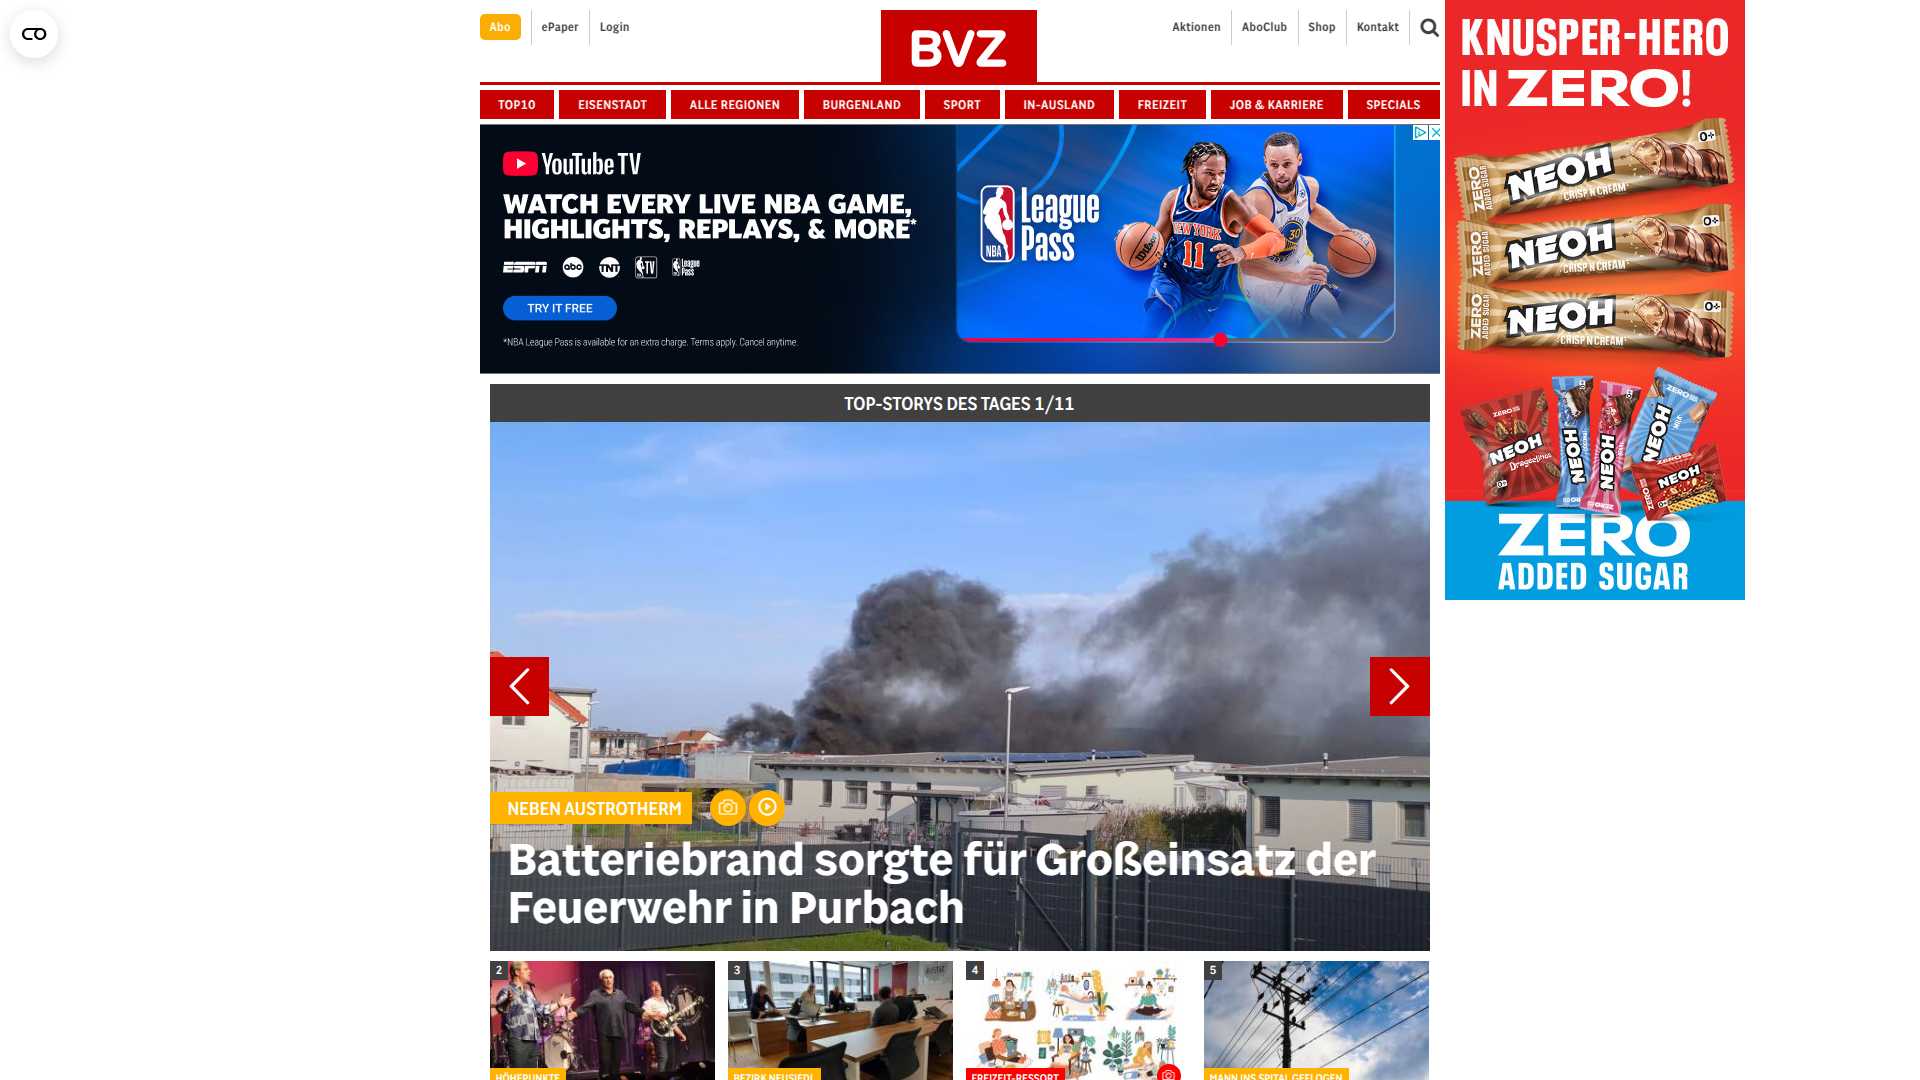 Abo
ePaper
Login
BVZ
Aktionen
AboClub
Shop
Kontakt
TOP10
EISENSTADT
ALLE REGIONEN
BURGENLAND
SPORT
IN-AUSLAND
FREIZEIT
JOB & KARRIERE
SPECIALS
YouTube TV
WATCH EVERY LIVE NBA GAME,
HIGHLIGHTS, REPLAYS, & MORE*
ESPN abc TNT TV League Pass
TRY IT FREE
*NBA League Pass is available for an extra charge. Terms apply. Cancel anytime.
NBA
League
Pass
NEW YORK
11
30
Wilson
KNUSPER-HERO
IN ZERO!
ZERO ADDED SUGAR
NEOH
CRISP N CREAM
ZERO ADDED SUGAR
NEOH
CRISP N CREAM
ZERO ADDED SUGAR
NEOH
CRISP N CREAM
NEOH
NEOH
NEOH
NEOH
NEOH
ZERO
ADDED SUGAR
TOP-STORYS DES TAGES 1/11
NEBEN AUSTROTHERM
Batteriebrand sorgte für Großeinsatz der
Feuerwehr in Purbach
2
HÖHEPUNKTE
3
BEZIRK NEUSIEDL
4
FREIZEIT-RESSORT
5
MANN INS SPITAL GEFLOGEN